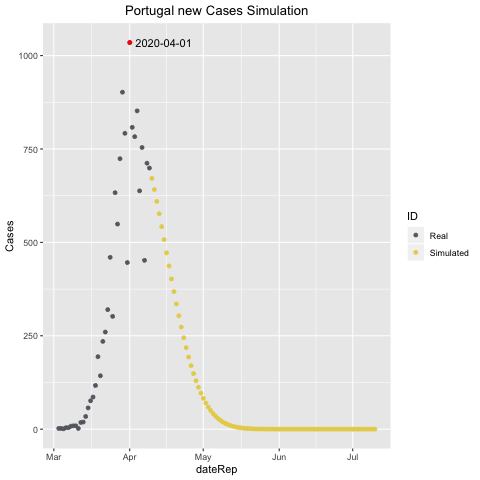 Portugal new Cases Simulation
2020-04-01
1000
750
500
250
0
Cases
Mar Apr May Jun Jul
dateRep
ID
Real
Simulated